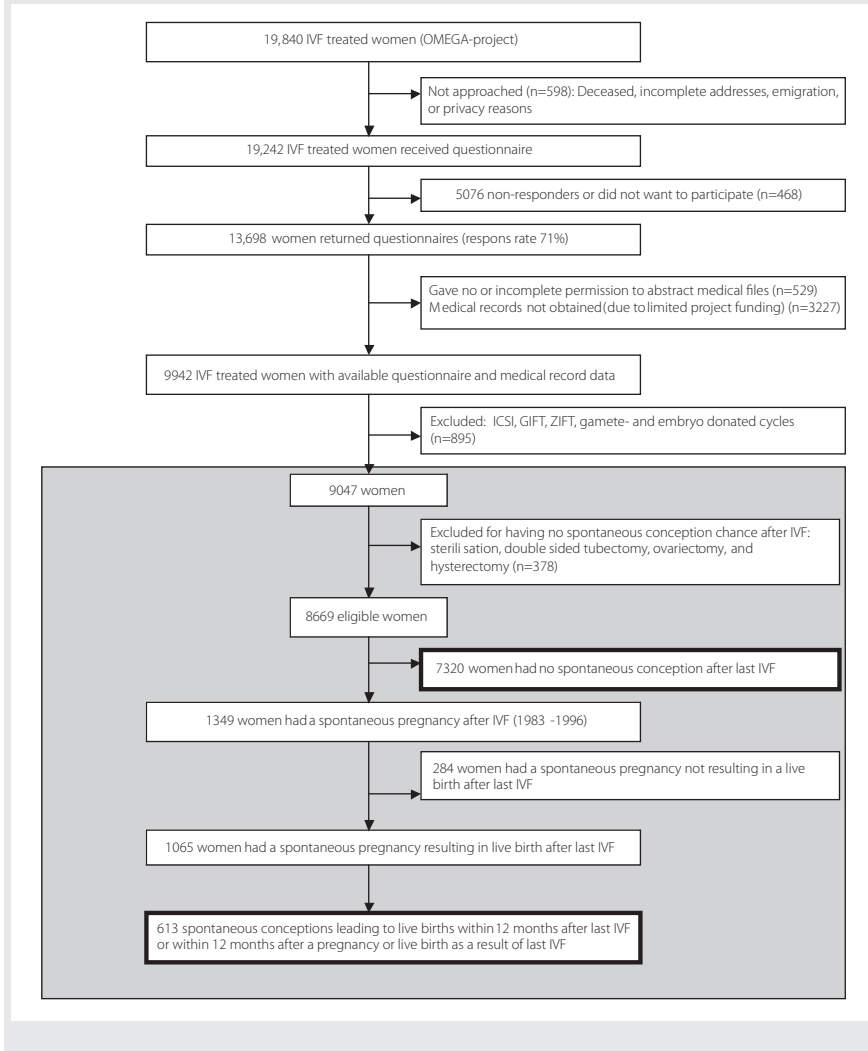 19,840 IVF treated women (OMEGA-project)
Not approached (n=598): Deceased, incomplete addresses, emigration,
or privacy reasons
19,242 IVF treated women received questionnaire
5076 non-responders or did not want to participate (n=468)
13,698 women returned questionnaires (respons rate 71%)
Gave no or incomplete permission to abstract medical files (n=529)
Medical records not obtained (due to limited project funding) (n=3227)
9942 IVF treated women with available questionnaire and medical record data
Excluded: ICSI, GIFT, ZIFT, gamete- and embryo donated cycles
(n=895)
9047 women
Excluded for having no spontaneous conception chance after IVF:
sterili sation, double sided tubectomy, ovariectomy, and
hysterectomy (n=378)
8669 eligible women
7320 women had no spontaneous conception after last IVF
1349 women had a spontaneous pregnancy after IVF (1983 -1996)
284 women had a spontaneous pregnancy not resulting in a live
birth after last IVF
1065 women had a spontaneous pregnancy resulting in live birth after last IVF
613 spontaneous conceptions leading to live births within 12 months after last IVF
or within 12 months after a pregnancy or live birth as a result of last IVF